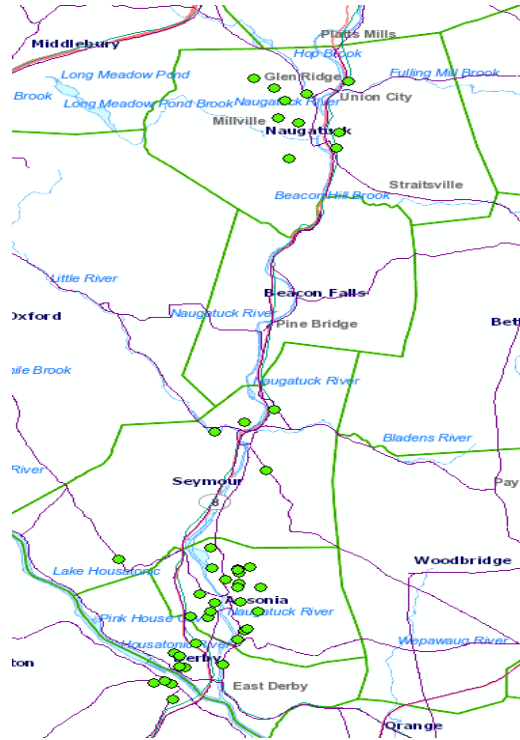 Platts Mills
Middlebury
Hop Brook
Long Meadow Pond
Glen Ridge
Fulling Mill Brook
Brook
Long Meadow Pond Brook
Naugatuck River
Union City
Millville
Naugatuck
Straitsville
Beacon Hill Brook
Little River
Beacon Falls
Naugatuck River
Oxford
Pine Bridge
Bet
ile Brook
Naugatuck River
Bladens River
River
Seymour
Pay
8
Woodbridge
Lake Housatonic
Ansonia
Pink House
Naugatuck River
Housatonic River
Wepawaug River
Derby
ton
East Derby
Orange